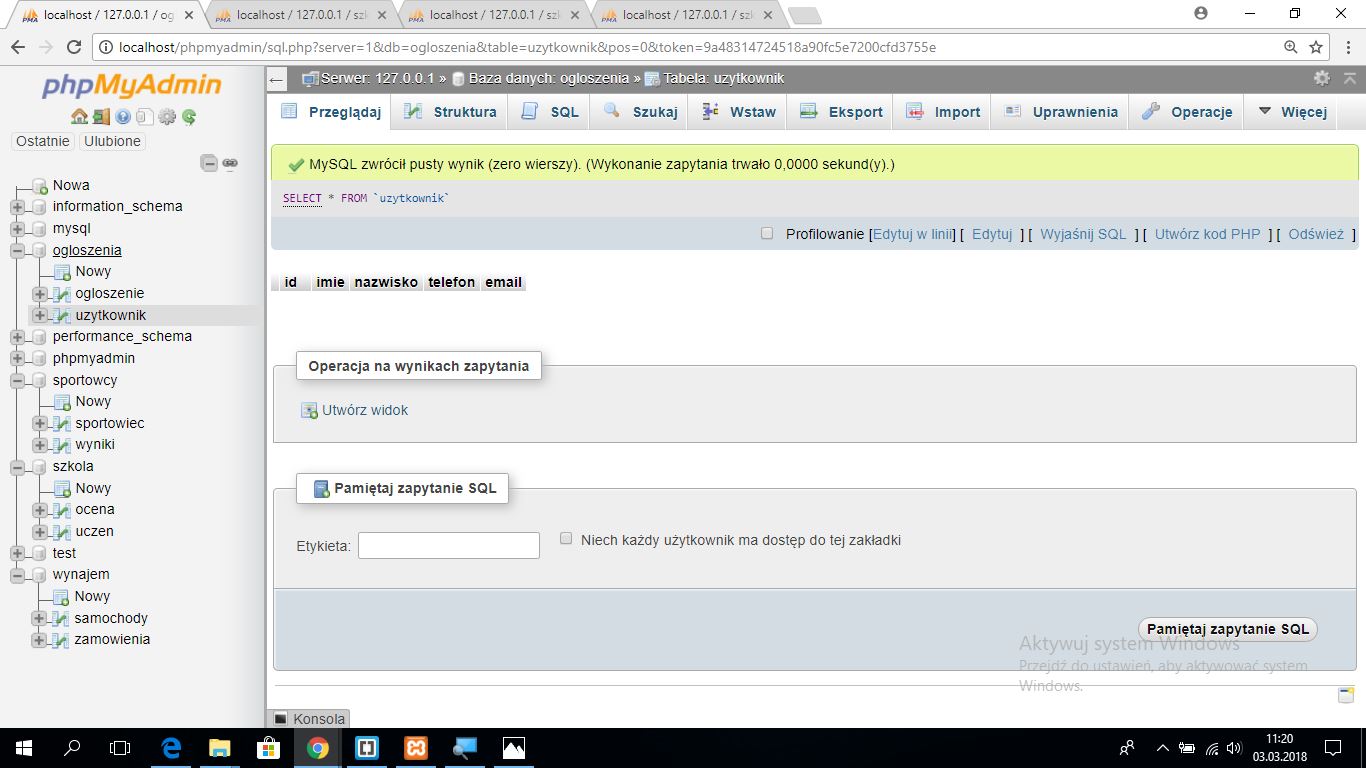 localhost / 127.0.0.1 / og
localhost / 127.0.0.1 / szk
localhost / 127.0.0.1 / szk
localhost / 127.0.0.1 / szk
localhost/phpmyadmin/sql.php?server=1&db=ogloszenia&table=uzytkownik&pos=0&token=9a48314724518a90fc5e7200cfd3755e
phpMyAdmin
Ostatnie Ulubione
Nowa
information_schema
mysql
ogloszenia
Nowy
ogloszenie
uzytkownik
performance_schema
phpmyadmin
sportowcy
Nowy
sportowiec
wyniki
szkola
Nowy
ocena
uczen
test
wynajem
Nowy
samochody
zamowienia
Serwer: 127.0.0.1 » Baza danych: ogloszenia » Tabela: uzytkownik
Przeglądaj Struktura SQL Szukaj Wstaw Eksport Import Uprawnienia Operacje Więcej
MySQL zwrócił pusty wynik (zero wierszy). (Wykonanie zapytania trwało 0,0000 sekund(y).)
SELECT * FROM `uzytkownik`
Profilowanie [Edytuj w linii] [ Edytuj ] [ Wyjaśnij SQL ] [ Utwórz kod PHP ] [ Odśwież ]
id imie nazwisko telefon email
Operacja na wynikach zapytania
Utwórz widok
Pamiętaj zapytanie SQL
Etykieta:
Niech każdy użytkownik ma dostęp do tej zakładki
Pamiętaj zapytanie SQL
Aktywuj system Windows
Przejdź do ustawień, aby aktywować system
Windows.
Konsola
11:20
03.03.2018